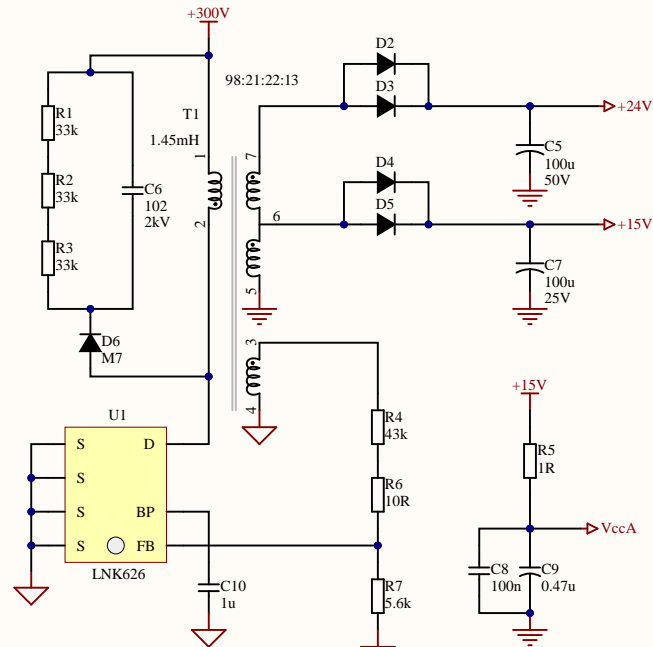 +300V
D2
98:21:22:13
D3
+24V
R1
33k
T1
1.45mH
1
7
C5
100u
50V
D4
R2
33k
C6
102
2kV
2
6
D5
+15V
R3
33k
5
C7
100u
25V
D6
M7
3
4
+15V
U1
R4
43k
S
D
R5
1R
S
R6
10R
S
BP
VccA
S
FB
LNK626
C8
100n
C9
0.47u
C10
1u
R7
5.6k